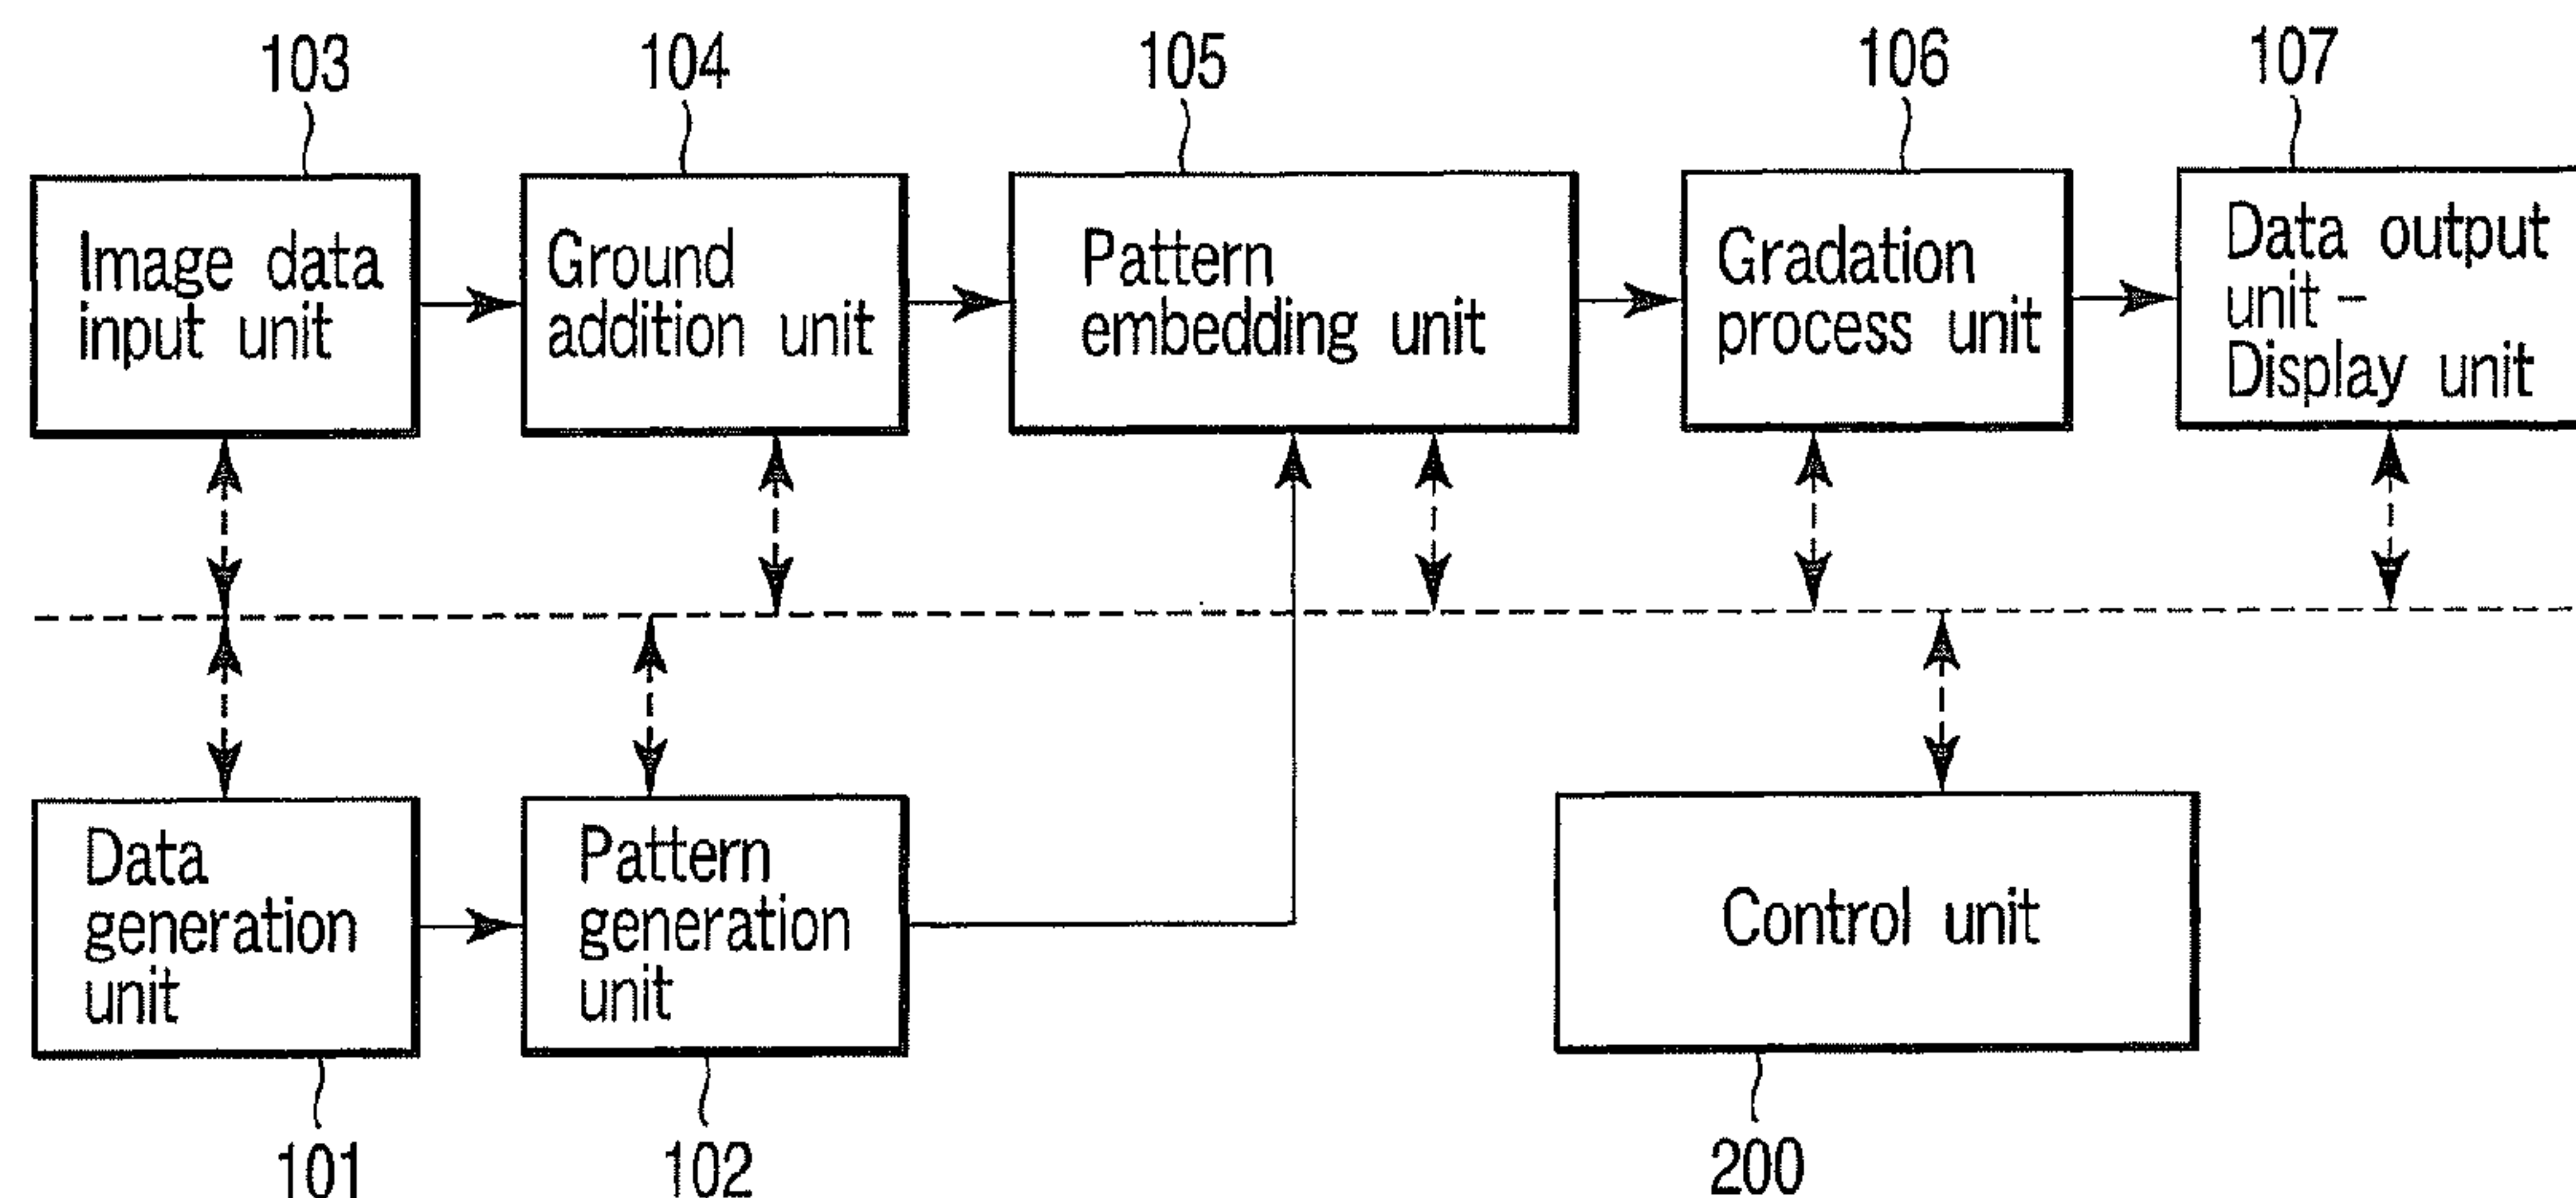 103
104
105
106
107
Image data
input unit
Ground
addition unit
Pattern
embedding unit
Gradation
process unit
Data output
unit –
Display unit
Data
generation
unit
Pattern
generation
unit
Control unit
101
102
200